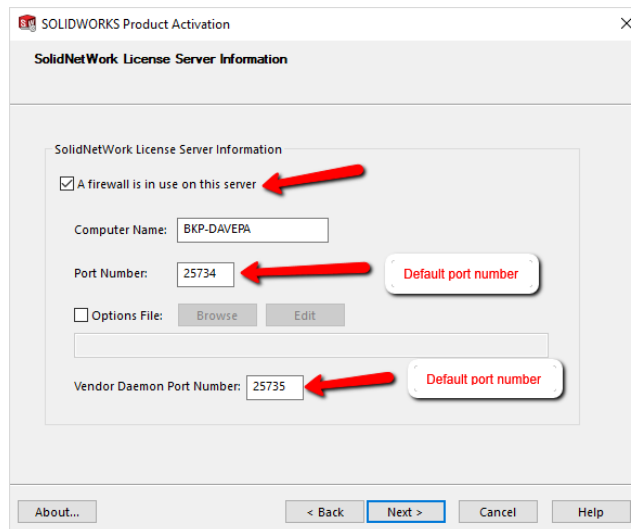 SOLIDWORKS Product Activation
SolidNetWork License Server Information
SolidNetWork License Server Information
A firewall is in use on this server
Computer Name: BKP-DAVEPA
Port Number: 25734 Default port number
Options File: Browse Edit
Vendor Daemon Port Number: 25735 Default port number
About... < Back Next > Cancel Help